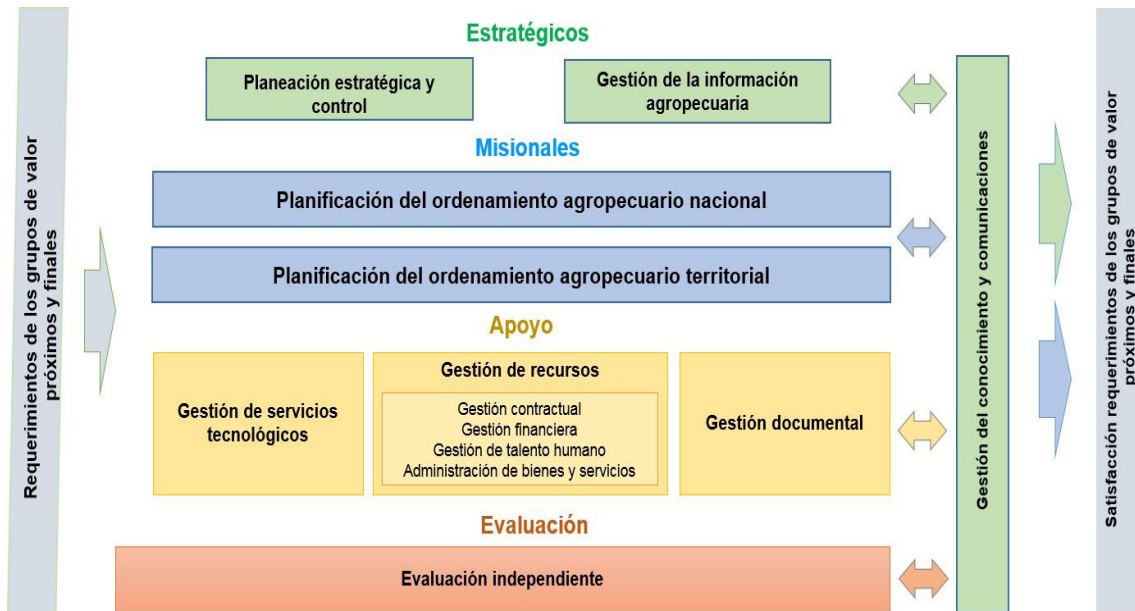 Requerimientos de los grupos de valor
próximos y finales
Estratégicos
Planeación estratégica y
control
Gestión de la información
agropecuaria
Misionales
Planificación del ordenamiento agropecuario nacional
Planificación del ordenamiento agropecuario territorial
Apoyo
Gestión de servicios
tecnológicos
Gestión de recursos
Gestión contractual
Gestión financiera
Gestión de talento humano
Administración de bienes y servicios
Gestión documental
Evaluación
Evaluación independiente
Gestión del conocimiento y comunicaciones
Satisfacción requerimientos de los grupos de valor
próximos y finales